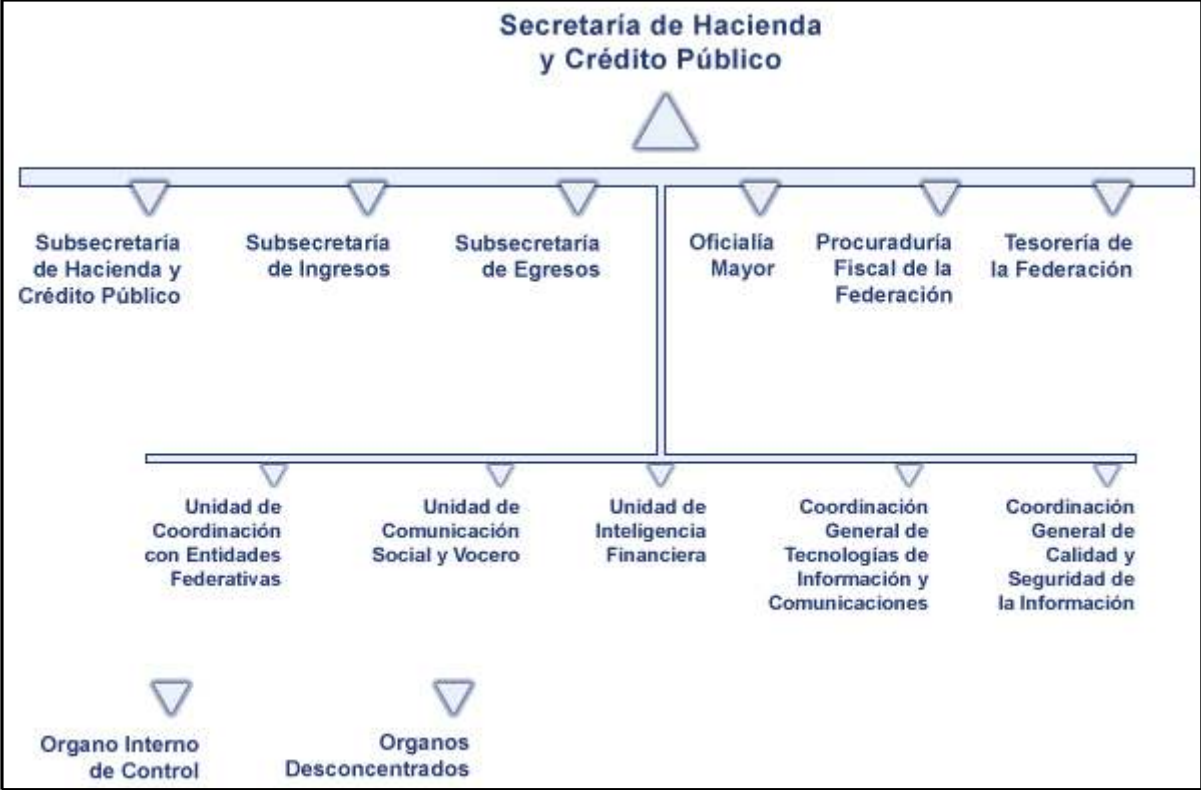 Secretaría de Hacienda
y Crédito Público
Subsecretaría
de Hacienda y
Crédito Público
Subsecretaría
de Ingresos
Subsecretaría
de Egresos
Oficialía
Mayor
Procuraduría
Fiscal de la
Federación
Tesorería de
la Federación
Unidad de
Coordinación
con Entidades
Federativas
Unidad de
Comunicación
Social y Vocero
Unidad de
Inteligencia
Financiera
Coordinación
General de
Tecnologías de
Información y
Comunicaciones
Coordinación
General de
Calidad y
Seguridad de
la Información
Organo Interno
de Control
Organos
Desconcentrados